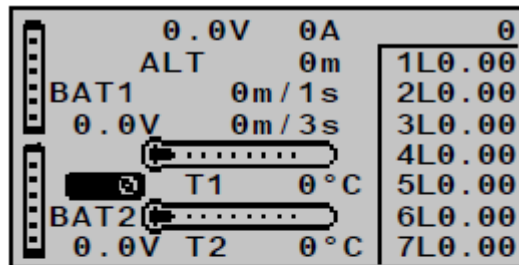 0.0V 0A 0
ALT 0m 1L0.00
BAT1 0m/1s 2L0.00
0.0V 0m/3s 3L0.00
4L0.00
T1 0°C 5L0.00
BAT2 6L0.00
0.0V T2 0°C 7L0.00